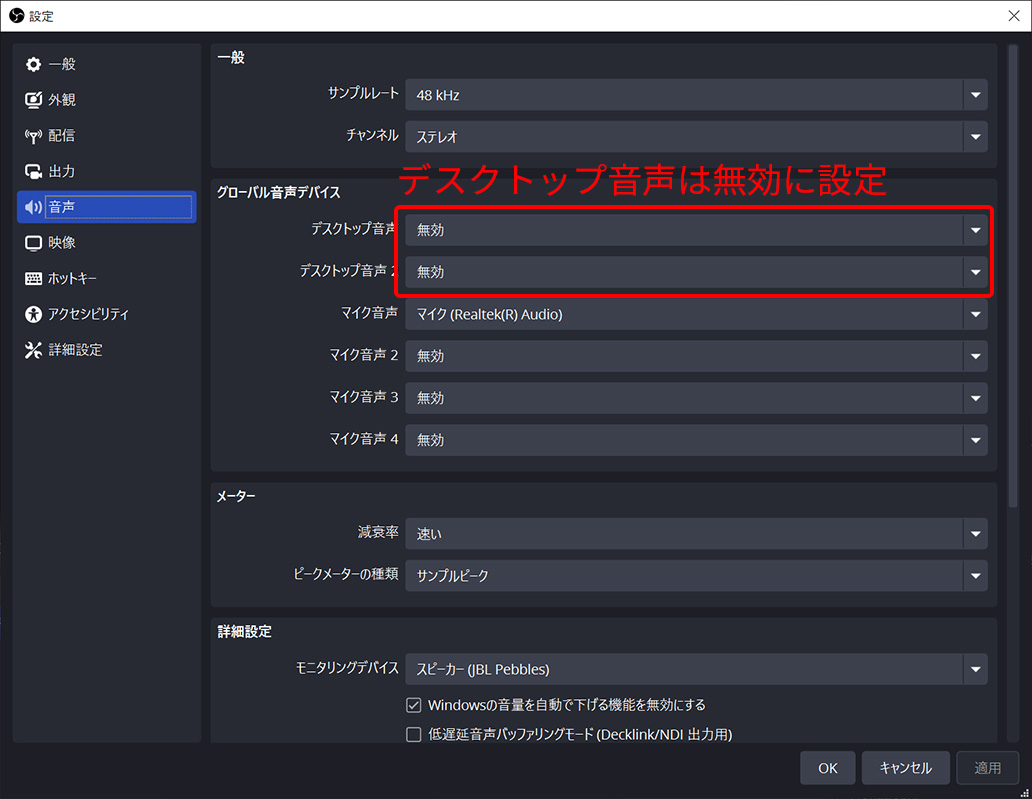 設定
一般
外観
配信
出力
音声
映像
ホットキー
アクセシビリティ
詳細設定
一般
サンプルレート 48 kHz
チャンネル ステレオ
デスクトップ音声は無効に設定
グローバル音声デバイス
デスクトップ音声 無効
デスクトップ音声 2 無効
マイク音声 マイク (Realtek(R) Audio)
マイク音声 2 無効
マイク音声 3 無効
マイク音声 4 無効
メーター
減衰率 速い
ピークメーターの種類 サンプルピーク
詳細設定
モニタリングデバイス スピーカー (JBL Pebbles)
Windowsの音量を自動で下げる機能を無効にする
低遅延音声バッファリングモード (Decklink/NDI 出力用)
OK キャンセル 適用